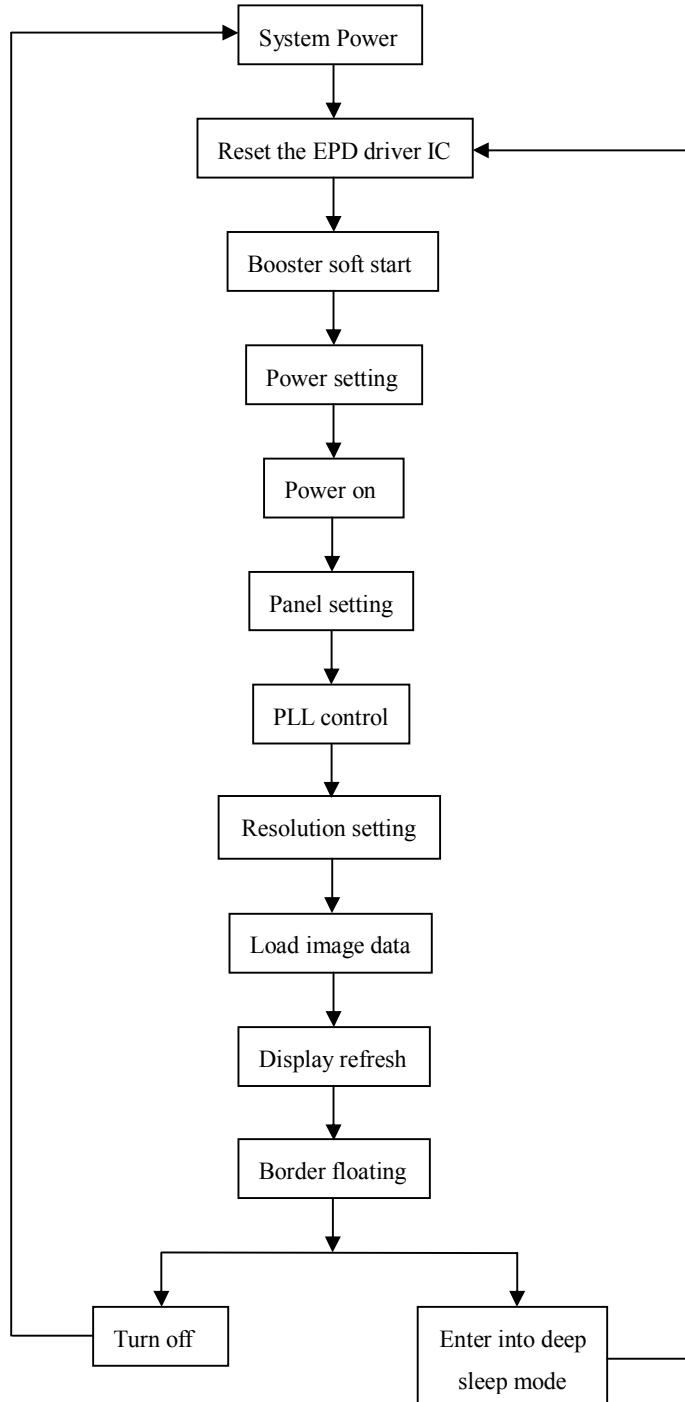 System Power
Reset the EPD driver IC
Booster soft start
Power setting
Power on
Panel setting
PLL control
Resolution setting
Load image data
Display refresh
Border floating
Turn off
Enter into deep
sleep mode